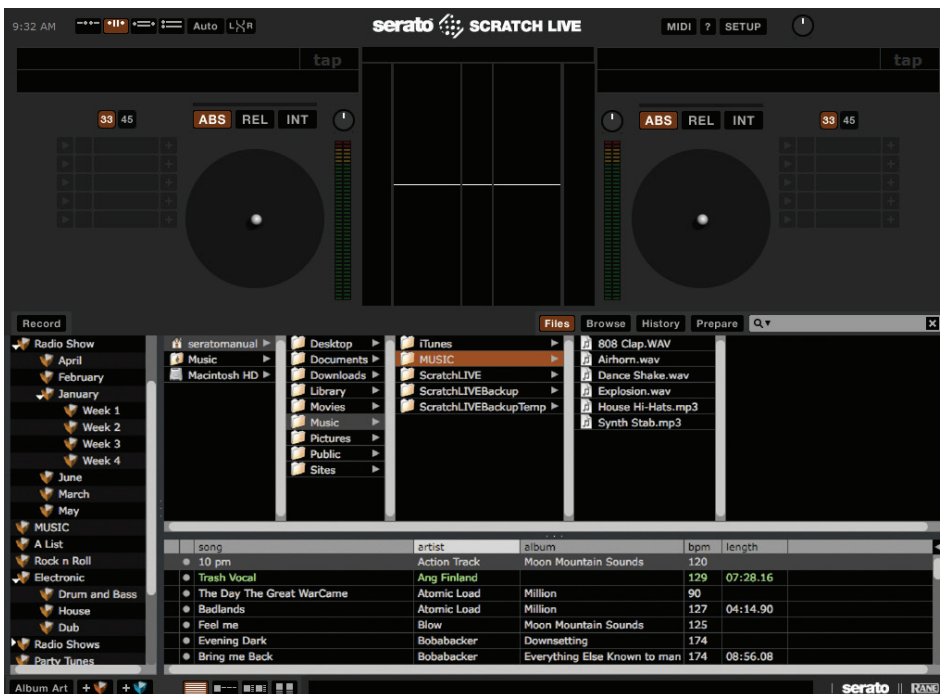 9:32 AM Auto L R serato SCRATCH LIVE MIDI ? SETUP
tap tap
33 45 ABS REL INT ABS REL INT 33 45
Record Files Browse History Prepare
Radio Show
April
February
January
Week 1
Week 2
Week 3
Week 4
June
March
May
MUSIC
A List
Rock n Roll
Electronic
Drum and Bass
House
Dub
Radio Shows
Party Tunes
seratomanual
Music
Macintosh HD
Desktop
Documents
Downloads
Library
Movies
Music
Pictures
Public
Sites
iTunes
MUSIC
ScratchLIVE
ScratchLIVEBackup
ScratchLIVEBackupTemp
808 Clap.WAV
Airhorn.wav
Dance Shake.wav
Explosion.wav
House Hi-Hats.mp3
Synth Stab.mp3
song artist album bpm length
10 pm Action Track Moon Mountain Sounds 120
Trash Vocal Ang Finland 129 07:28.16
The Day The Great WarCame Atomic Load Million 90
Badlands Atomic Load Million 127 04:14.90
Feel me Blow Moon Mountain Sounds 125
Evening Dark Bobabacker Downsetting 174
Bring me Back Bobabacker Everything Else Known to man 174 08:56.08
Album Art + + serato RANE